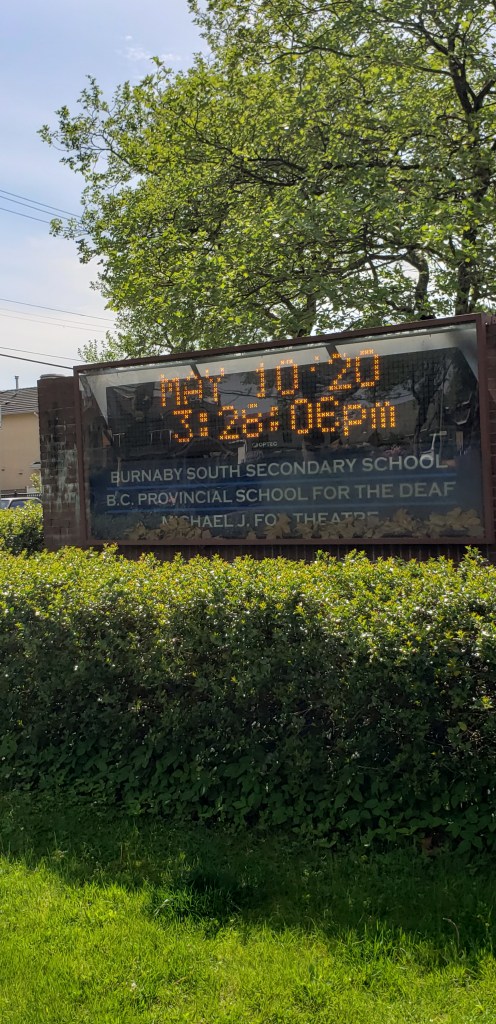 MAY 10'20
3:26:06pm
BURNABY SOUTH SECONDARY SCHOOL
B.C. PROVINCIAL SCHOOL FOR THE DEAF
MICHAEL J. FOX THEATRE